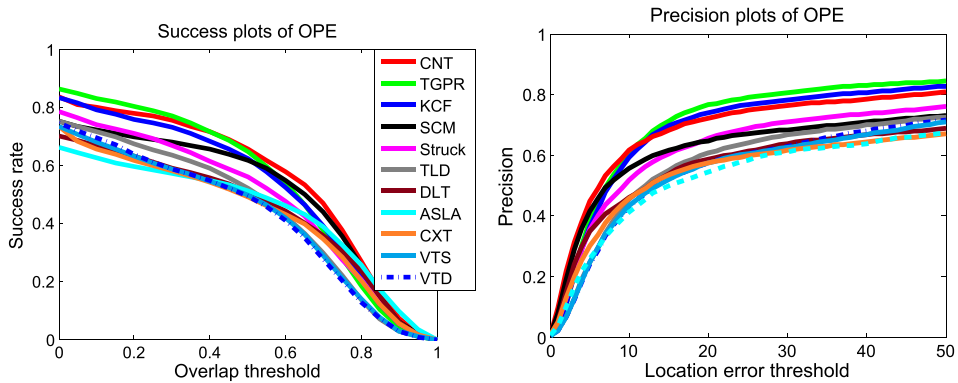 Success plots of OPE
1
0.8
0.6
0.4
0.2
0
0
0.2
0.4
0.6
0.8
1
Success rate
Overlap threshold
CNT
TGPR
KCF
SCM
Struck
TLD
DLT
ASLA
CXT
VTS
VTD
Precision plots of OPE
1
0.8
0.6
0.4
0.2
0
0
10
20
30
40
50
Precision
Location error threshold